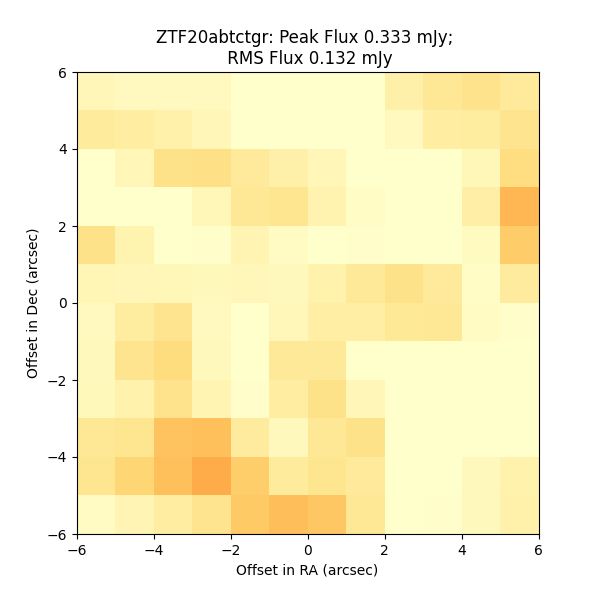 ZTF20abtctgr: Peak Flux 0.333 mJy;
RMS Flux 0.132 mJy
6
4
2
0
−2
−4
−6
Offset in Dec (arcsec)
−6 −4 −2 0 2 4 6
Offset in RA (arcsec)